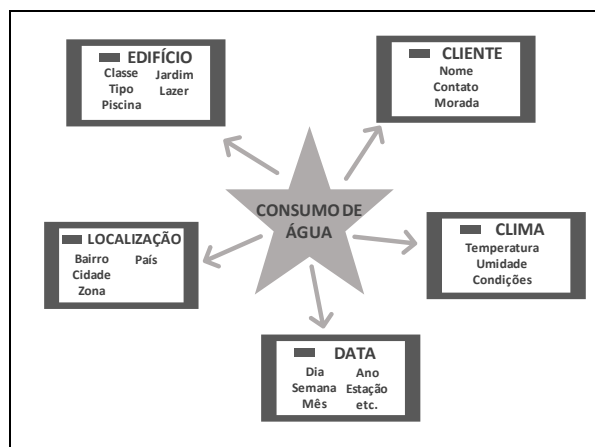 EDIFÍCIO
Classe Jardim
Tipo Lazer
Piscina
CLIENTE
Nome
Contato
Morada
CONSUMO DE
ÁGUA
LOCALIZAÇÃO
Bairro País
Cidade
Zona
CLIMA
Temperatura
Umidade
Condições
DATA
Dia Ano
Semana Estação
Mês etc.